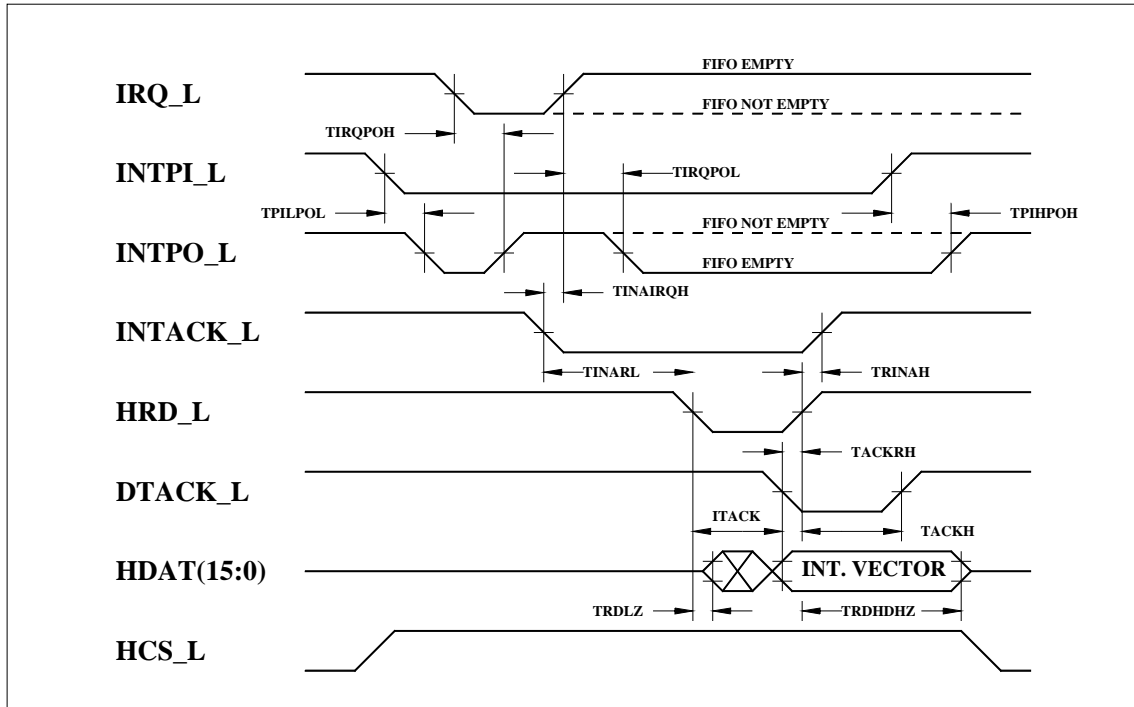 FIFO EMPTY
IRQ_L
FIFO NOT EMPTY
TIRQPOH
INTPI_L
TIRQPOL
TPILPOL
FIFO NOT EMPTY
TPIHPOH
INTPO_L
FIFO EMPTY
TINAIRQH
INTACK_L
TINARL
TRINAH
HRD_L
TACKRH
DTACK_L
ITACK
TACKH
HDAT(15:0)
INT. VECTOR
TRDLZ
TRDHDHZ
HCS_L